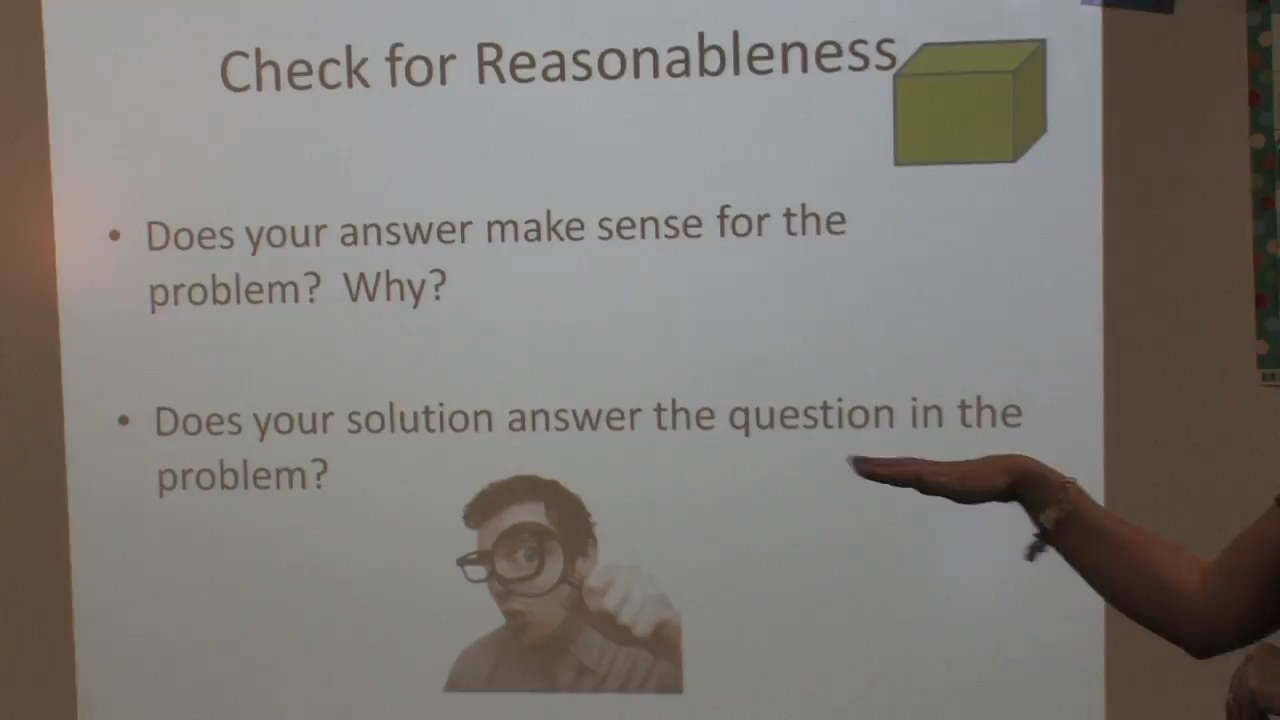 Check for Reasonableness
• Does your answer make sense for the
problem? Why?
• Does your solution answer the question in the
problem?